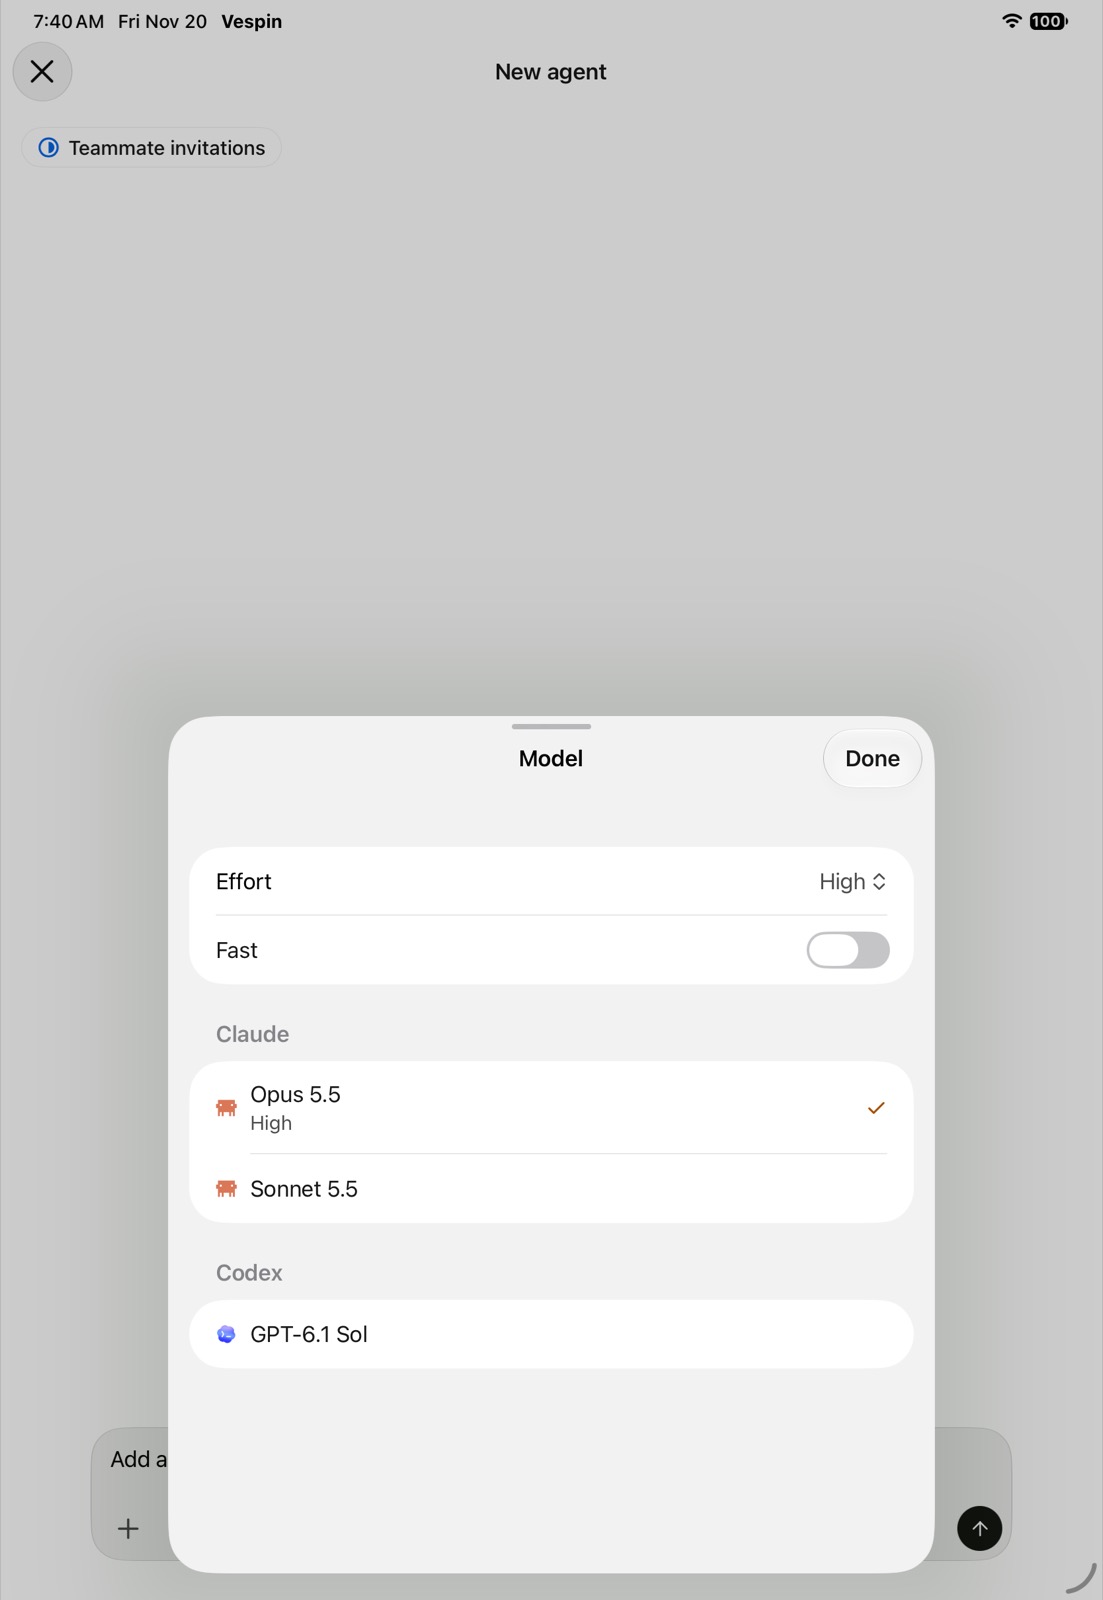 7:40 AM Fri Nov 20 Vespin 100
New agent
Teammate invitations
Model
Done
Effort High
Fast
Claude
Opus 5.5
High
Sonnet 5.5
Codex
GPT-6.1 Sol
Add a